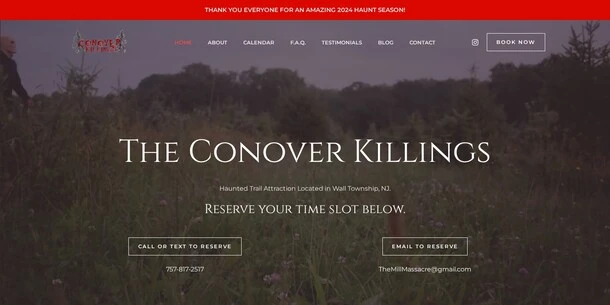 THANK YOU EVERYONE FOR AN AMAZING 2024 HAUNT SEASON!
CONOVER
KILLINGS
HOME ABOUT CALENDAR F.A.Q. TESTIMONIALS BLOG CONTACT BOOK NOW
The Conover Killings
Haunted Trail Attraction Located in Wall Township, NJ.
Reserve your time slot below.
CALL OR TEXT TO RESERVE EMAIL TO RESERVE
757-817-2517 TheMillMassacre@gmail.com